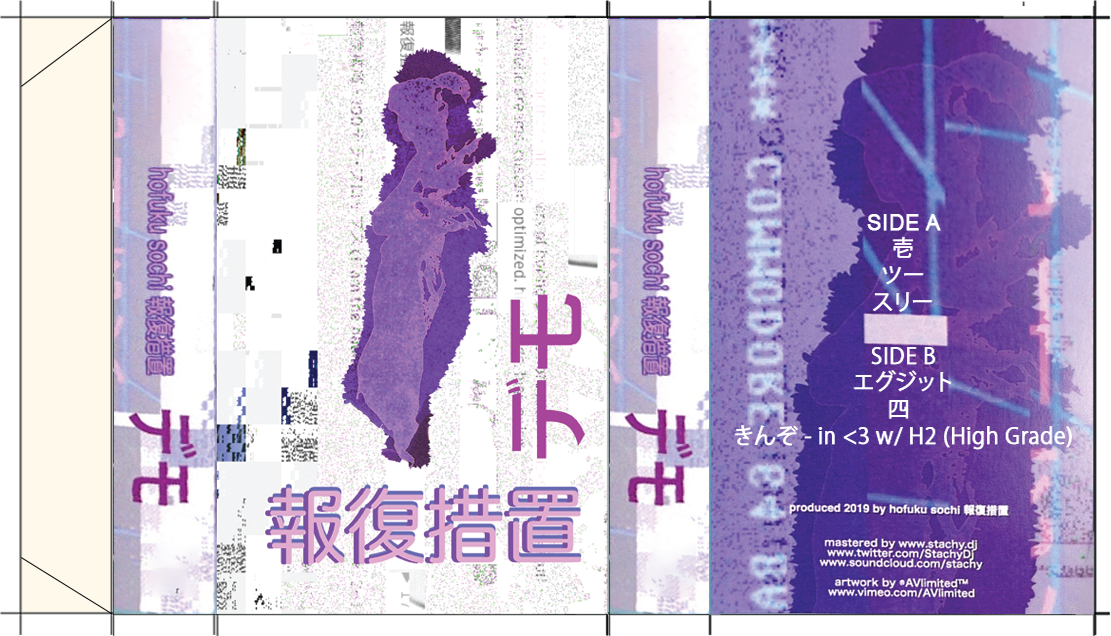 hofuku sochi 報復措置
デモ
optimized.
デモ
報復措置
hofuku sochi 報復措置
デモ
**** COMMODORE 64 BA
SIDE A
壱
ツー
スリー
SIDE B
エグジット
四
きんぞ - in <3 w/ H2 (High Grade)
produced 2019 by hofuku sochi 報復措置
mastered by www.stachy.dj
www.twitter.com/StachyDj
www.soundcloud.com/stachy
artwork by ®AVlimited™
www.vimeo.com/AVlimited